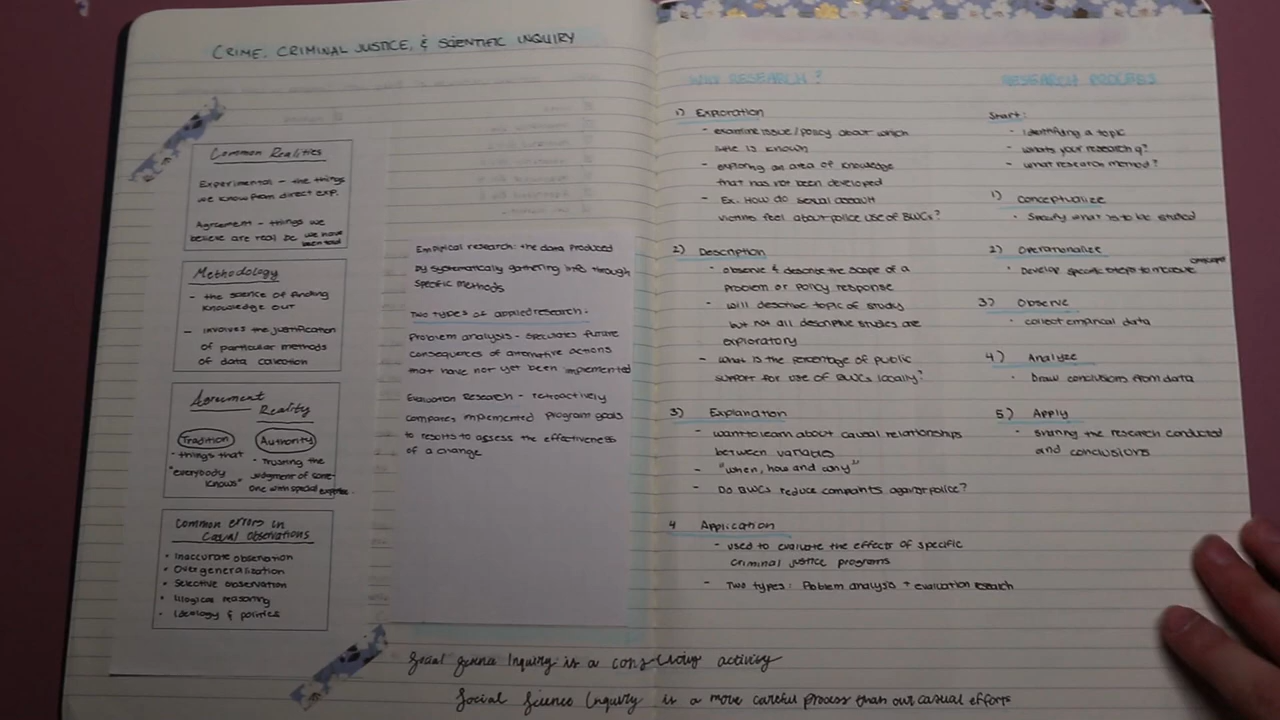 CRIME, CRIMINAL JUSTICE, & SCIENTIFIC INQUIRY
Common Realities
Experimental - the things
we know from direct exp.
Agreement - things we
believe are real bc we have
been told
Methodology
- the science of finding
knowledge out
- involves the justification
of particular methods
of data collection
Agreement
Reality
Tradition
· things that
"everybody
knows"
Authority
· Trusting the
judgment of some-
one with special expertise.
Common errors in
Casual Observations
• Inaccurate observation
• Overgeneralization
• Selective observation
• Illogical reasoning
• Ideology & politics
Empirical research: the data produced
by systematically gathering info through
specific methods
Two types of applied research:
Problem analysis - speculates future
consequences of alternative actions
that have not yet been implemented
Evaluation Research - retroactively
compares implemented program goals
to results to assess the effectiveness
of a change
WHY RESEARCH?
1) Exploration
- examine issue/policy about which
little is known
- exploring an area of knowledge
that has not been developed
- Ex. How do sexual assault
victims feel about police use of BWCs?
2) Description
• observe & describe the scope of a
problem or policy response
- will describe topic of study
but not all descriptive studies are
exploratory
- What is the percentage of public
support for use of BWCs locally?
3) Explanation
- want to learn about causal relationships
between variables
- "when, how and why"
- Do BWCs reduce complaints against police?
4 Application
- used to evaluate the effects of specific
criminal justice programs
- Two types: Poblem analysis + evaluation research
RESEARCH PROCESS
Start:
- Identifying a topic
- whats your research q?
- what research method?
1) Conceptualize
• Specify what is to be studied
2) Operationalize
• Develop specific steps to measure concepts
3) Observe
• collect empirical data
4) Analyze
• Draw conclusions from data
5) Apply
• Sharing the research conducted
and conclusions
Social Science Inquiry is a activity
Social Science Inquiry is a more careful process than our casual efforts